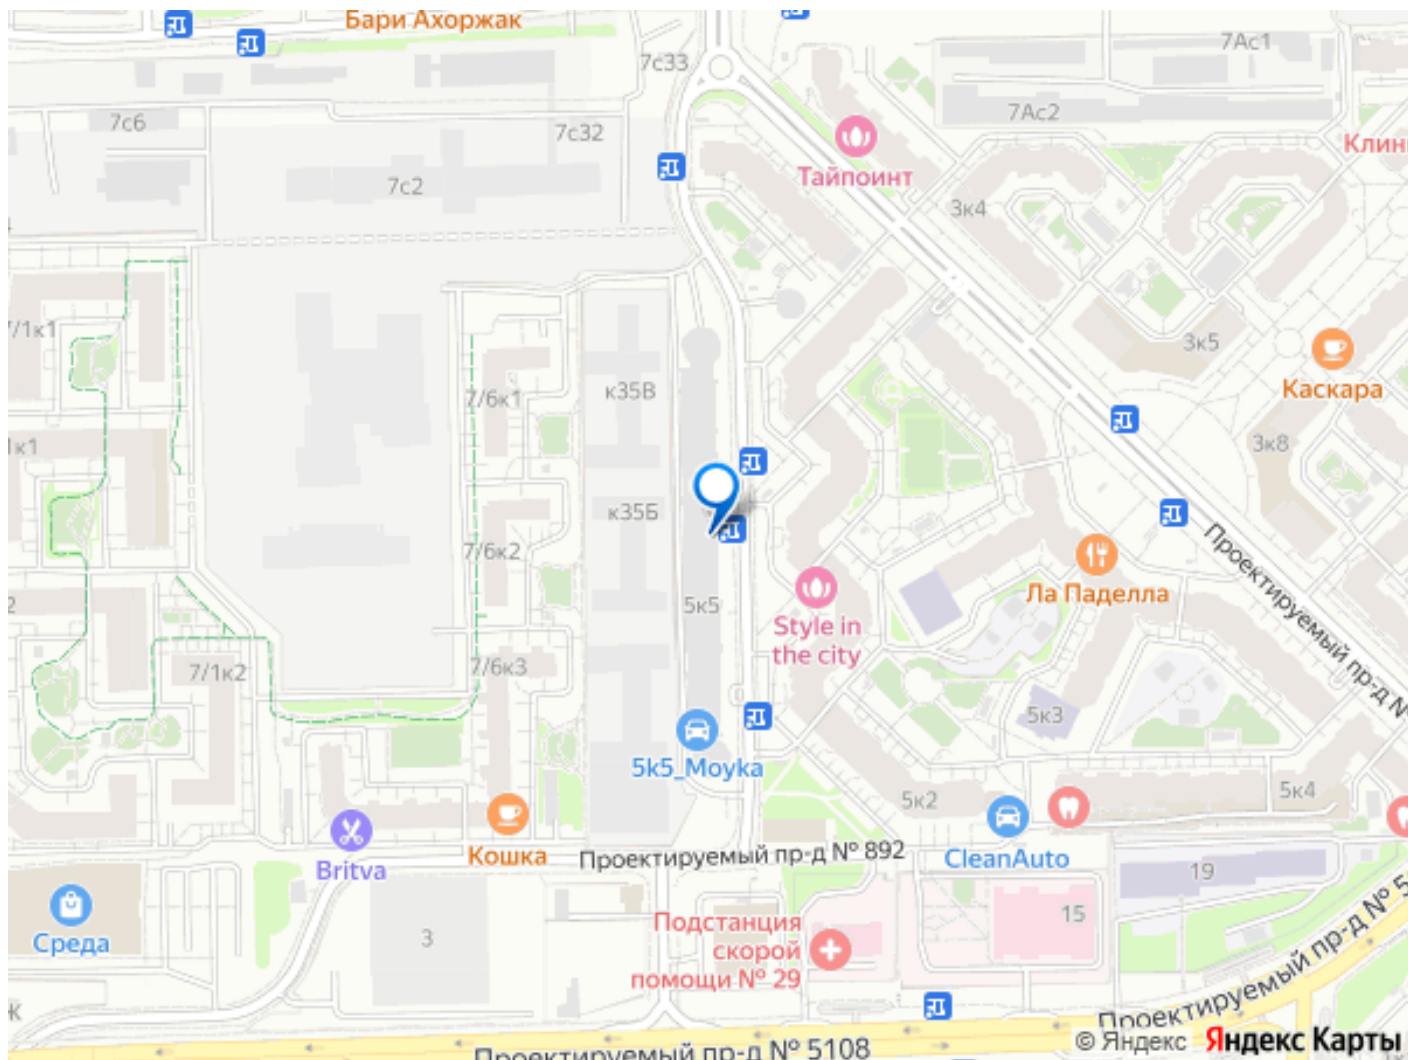 Бари Ахоржак
7с33
7Ас1
7с6
7с32
7Ас2
Тайпоинт
7с2
3к4
7/1к1
3к5
Каскара
7/6к1
к35В
3к8
к35Б
7/6к2
Ла Паделла
Проектируемый пр-д №
5к5
Style in
the city
7/1к2
7/6к3
5к3
5k5_Moyka
5к2
5к4
Britva
Кошка
Проектируемый пр-д № 892
CleanAuto
19
Среда
3
Подстанция
скорой
помощи № 29
15
Проектируемый пр-д № 5
Проектируемый пр-д № 5108
© Яндекс Яндекс Карты